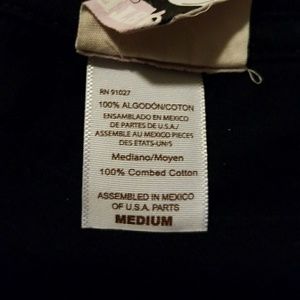 RN 91027
100% ALGODÓN/COTON
ENSAMBLADO EN MEXICO
DE PARTES DE U.S.A./
ASSEMBLE AU MEXIQUE PIECES
DES ETATS-UNIS
Mediano/Moyen
100% Combed Cotton
ASSEMBLED IN MEXICO
OF U.S.A. PARTS
MEDIUM